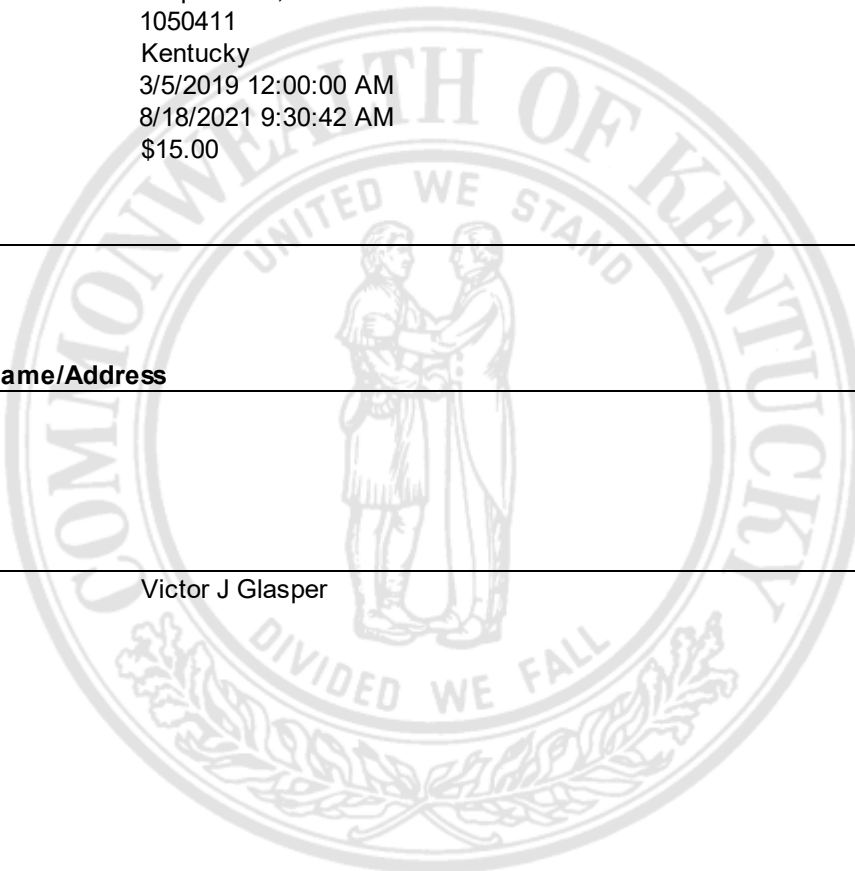 1050411
Kentucky
3/5/2019 12:00:00 AM
8/18/2021 9:30:42 AM
$15.00
COMMONWEALTH OF KENTUCKY
UNITED WE STAND
ame/Address
Victor J Glasper
DIVIDED WE FALL